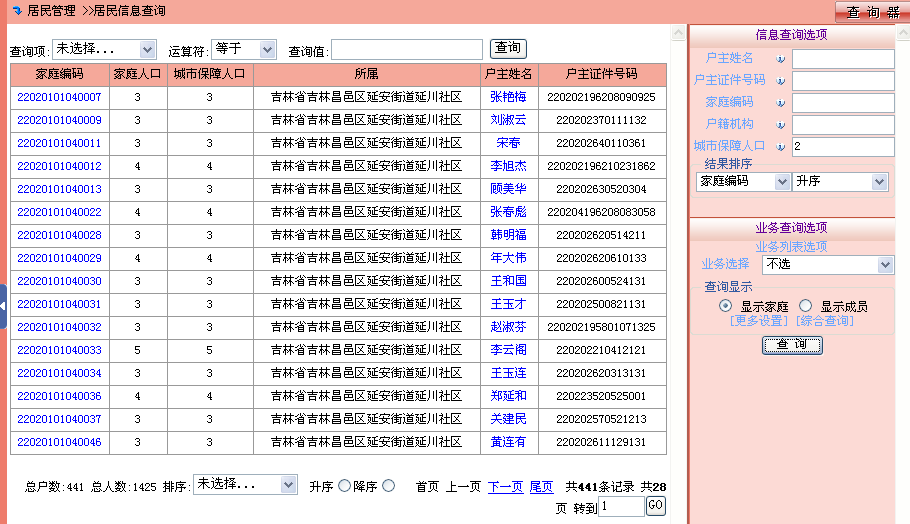 居民管理 >>居民信息查询
查 询 器
查询项: 未选择... 运算符: 等于 查询值: 查询
家庭编码 家庭人口 城市保障人口 所属 户主姓名 户主证件号码
22020101040007 3 3 吉林省吉林昌邑区延安街道延川社区 张艳梅 220202196208090925
22020101040009 3 3 吉林省吉林昌邑区延安街道延川社区 刘淑云 220202370111132
22020101040011 3 3 吉林省吉林昌邑区延安街道延川社区 宋春 220202640110361
22020101040012 4 4 吉林省吉林昌邑区延安街道延川社区 李旭杰 220202196210231862
22020101040013 3 3 吉林省吉林昌邑区延安街道延川社区 顾美华 220202630520304
22020101040022 4 4 吉林省吉林昌邑区延安街道延川社区 张春彪 220204196208083058
22020101040028 3 3 吉林省吉林昌邑区延安街道延川社区 韩明福 220202620514211
22020101040029 4 4 吉林省吉林昌邑区延安街道延川社区 年大伟 220202620610133
22020101040030 3 3 吉林省吉林昌邑区延安街道延川社区 王和国 220202600524131
22020101040031 3 3 吉林省吉林昌邑区延安街道延川社区 王玉才 220202500821131
22020101040032 3 3 吉林省吉林昌邑区延安街道延川社区 赵淑芬 220202195801071325
22020101040033 5 5 吉林省吉林昌邑区延安街道延川社区 李云阁 220202210412121
22020101040034 3 3 吉林省吉林昌邑区延安街道延川社区 王玉连 220202620313131
22020101040036 4 4 吉林省吉林昌邑区延安街道延川社区 郑延和 220223520525001
22020101040037 3 3 吉林省吉林昌邑区延安街道延川社区 关建民 220202570521213
22020101040046 3 3 吉林省吉林昌邑区延安街道延川社区 黄连有 220202611129131
总户数:441 总人数:1425 排序: 未选择... 升序 降序 首页 上一页 下一页 尾页 共441条记录 共28
页 转到 1 GO
信息查询选项
户主姓名
户主证件号码
家庭编码
户籍机构
城市保障人口 2
结果排序
家庭编码 升序
业务查询选项
业务列表选项
业务选择 不选
查询显示
显示家庭 显示成员
[更多设置] [综合查询]
查 询